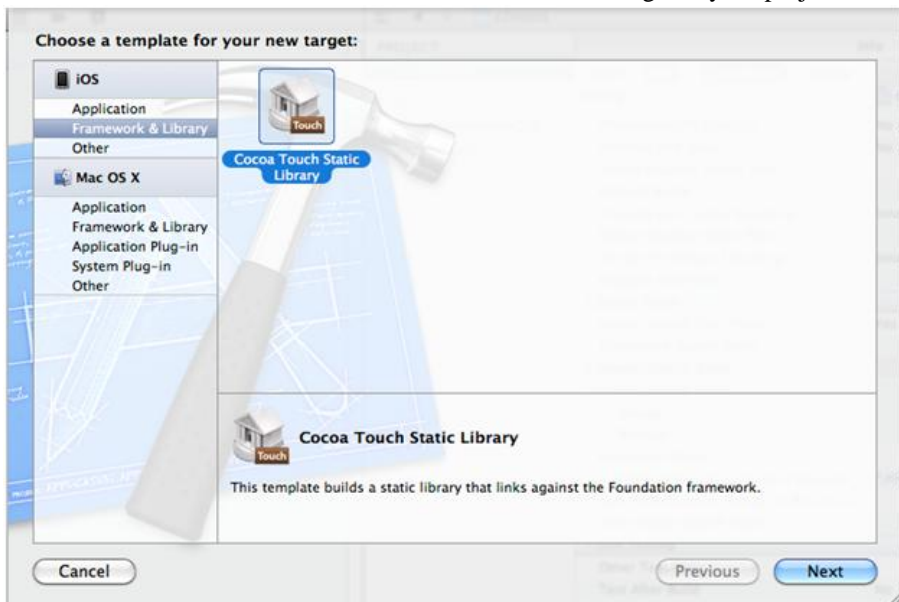 Choose a template for your new target:
iOS
Application
Framework & Library
Other
Mac OS X
Application
Framework & Library
Application Plug-in
System Plug-in
Other
Touch
Cocoa Touch Static
Library
Touch
Cocoa Touch Static Library
This template builds a static library that links against the Foundation framework.
Cancel
Previous
Next